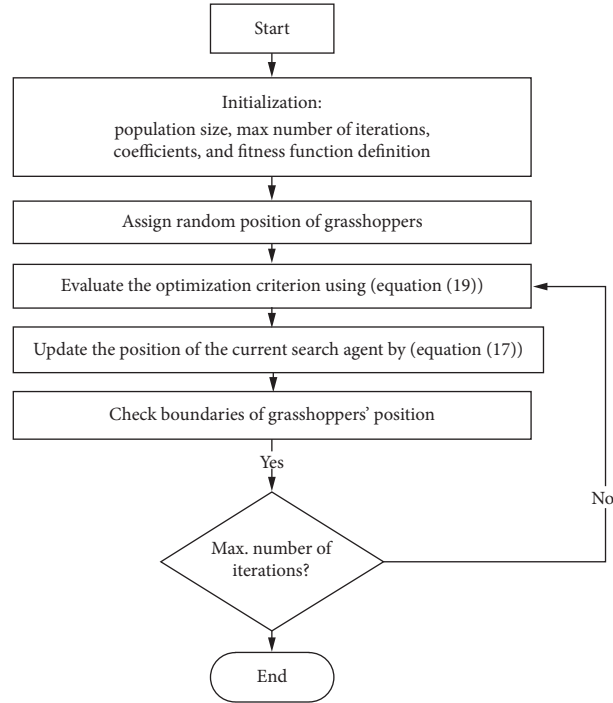 Start
Initialization:
population size, max number of iterations,
coefficients, and fitness function definition
Assign random position of grasshoppers
Evaluate the optimization criterion using (equation (19))
Update the position of the current search agent by (equation (17))
Check boundaries of grasshoppers' position
Yes
No
Max. number of
iterations?
End